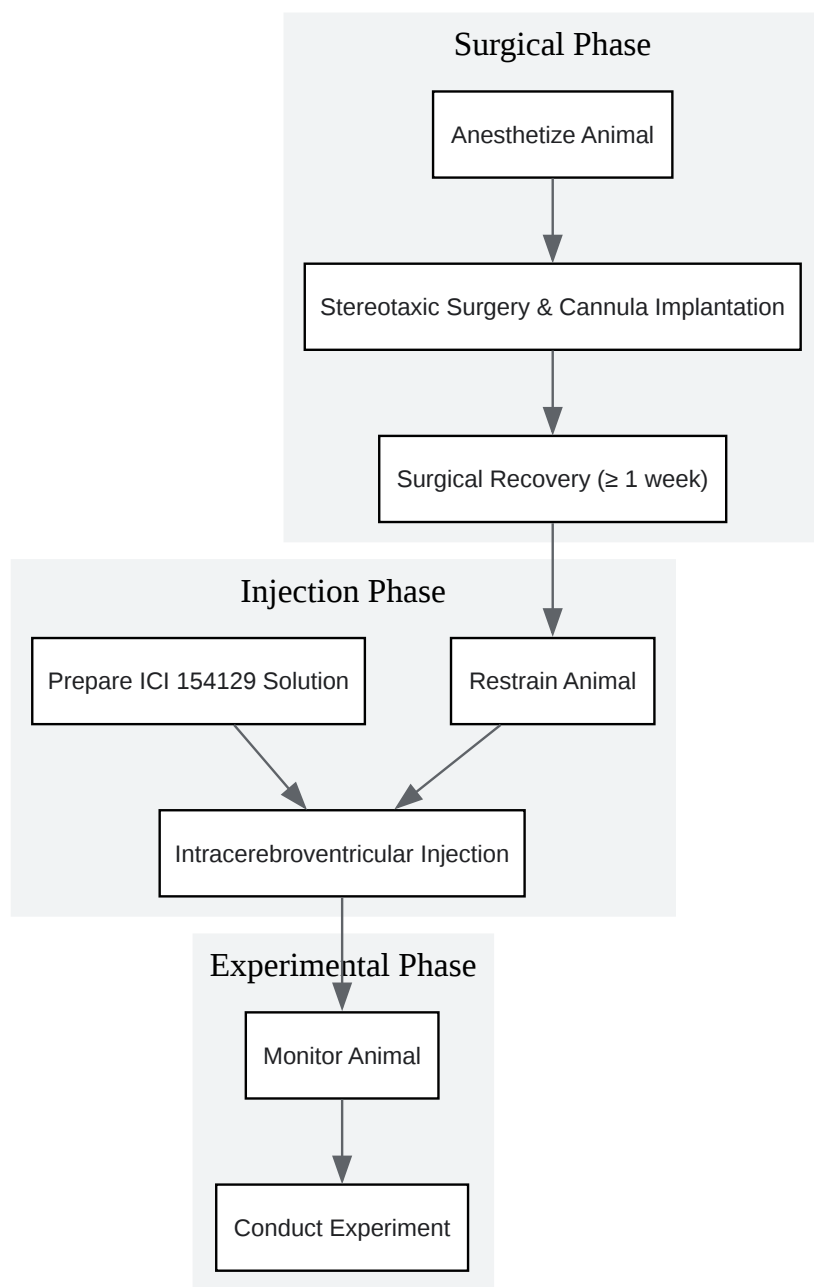 Surgical Phase
Anesthetize Animal
Stereotaxic Surgery & Cannula Implantation
Surgical Recovery (≥ 1 week)
Injection Phase
Prepare ICI 154129 Solution
Restrain Animal
Intracerebroventricular Injection
Experimental Phase
Monitor Animal
Conduct Experiment